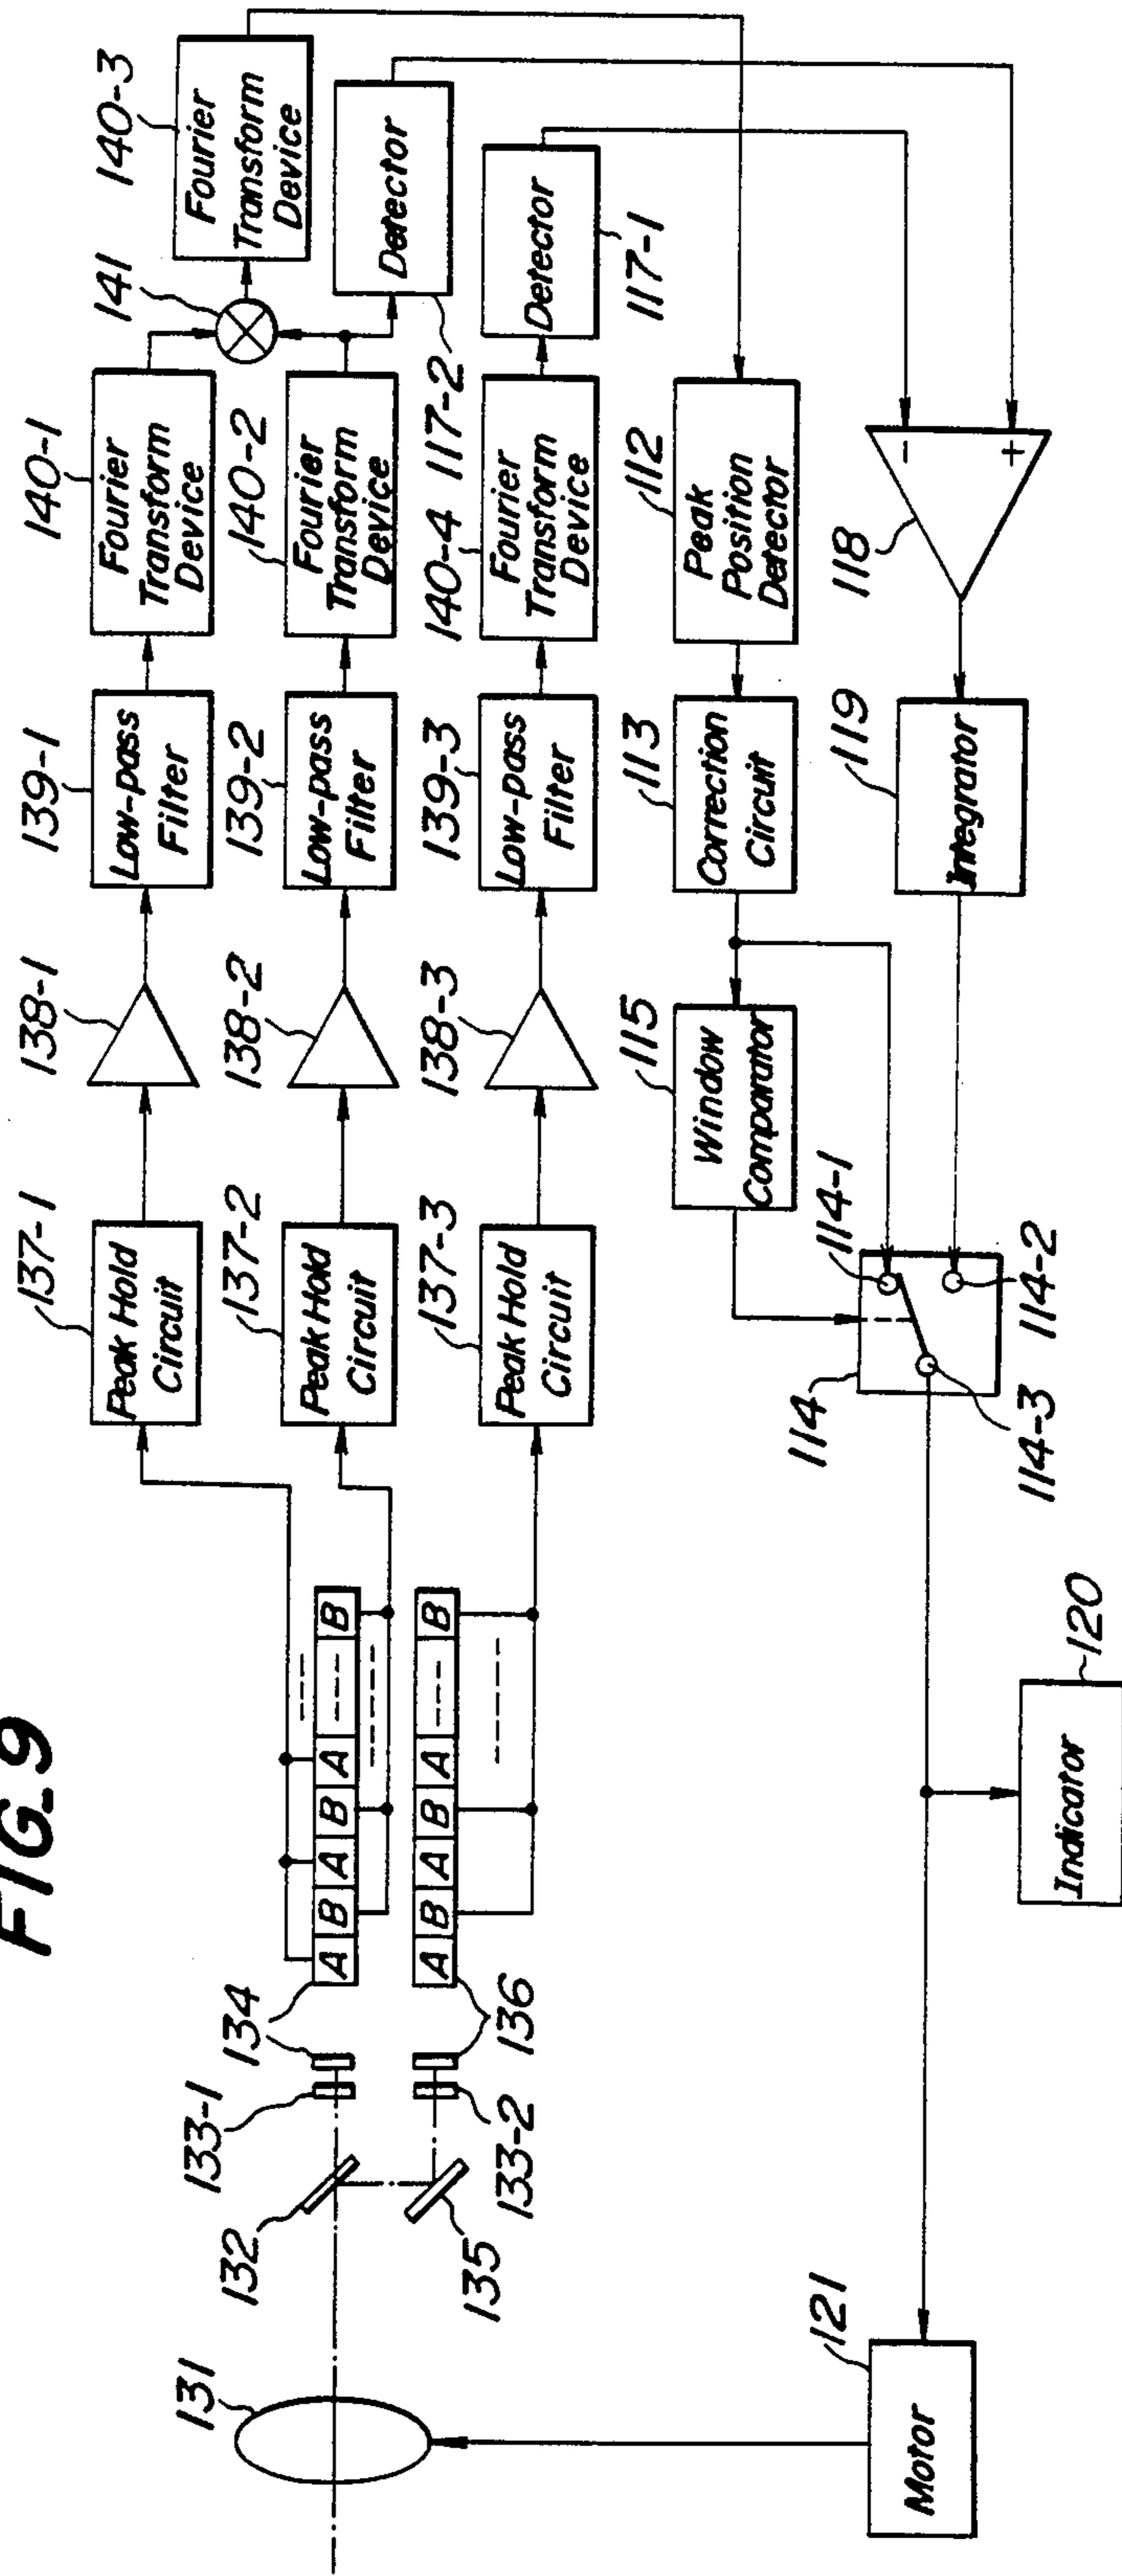 FIG_9
131
132
133-1
134
135
133-2
136
A B A B A --- B
A B A B A --- B
137-1
Peak Hold
Circuit
138-1
139-1
Low-pass
Filter
140-1
Fourier
Transform
Device
141
140-3
Fourier
Transform
Device
137-2
Peak Hold
Circuit
138-2
139-2
Low-pass
Filter
140-2
Fourier
Transform
Device
117-2
Detector
137-3
Peak Hold
Circuit
138-3
139-3
Low-pass
Filter
140-4
Fourier
Transform
Device
Detector
117-1
115
Window
Comparator
113
Correction
Circuit
112
Peak
Position
Detector
114
114-1
114-2
114-3
119
Integrator
118
-
+
121
Motor
Indicator
120